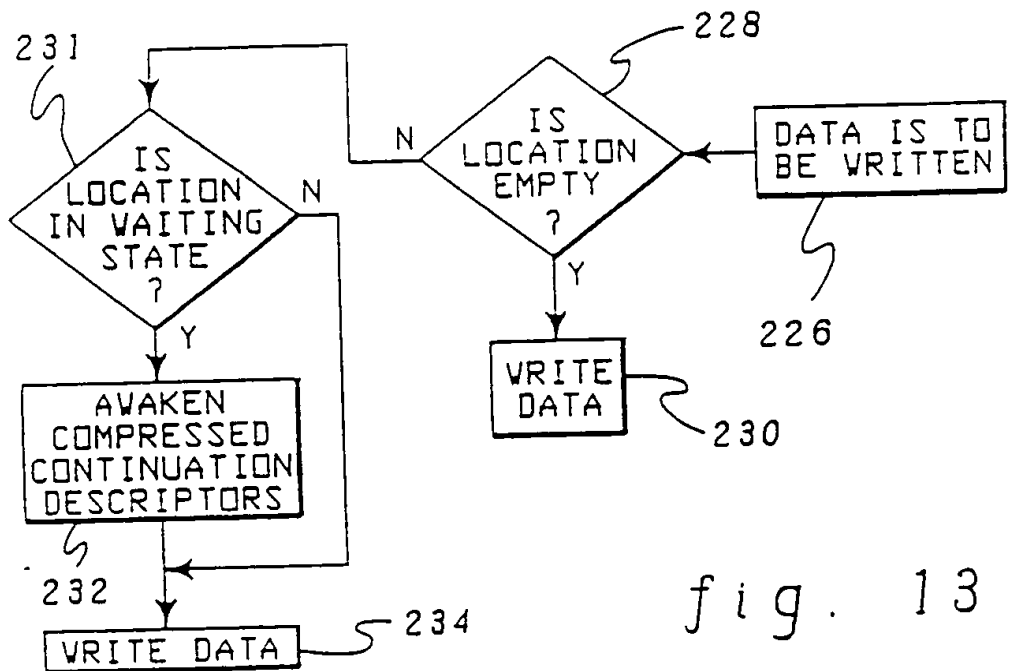 231
228
IS
LOCATION
IN WAITING
STATE
?
N
Y
N
IS
LOCATION
EMPTY
?
Y
DATA IS TO
BE WRITTEN
226
WRITE
DATA
230
AWAKEN
COMPRESSED
CONTINUATION
DESCRIPTORS
232
WRITE DATA
234
fig. 13